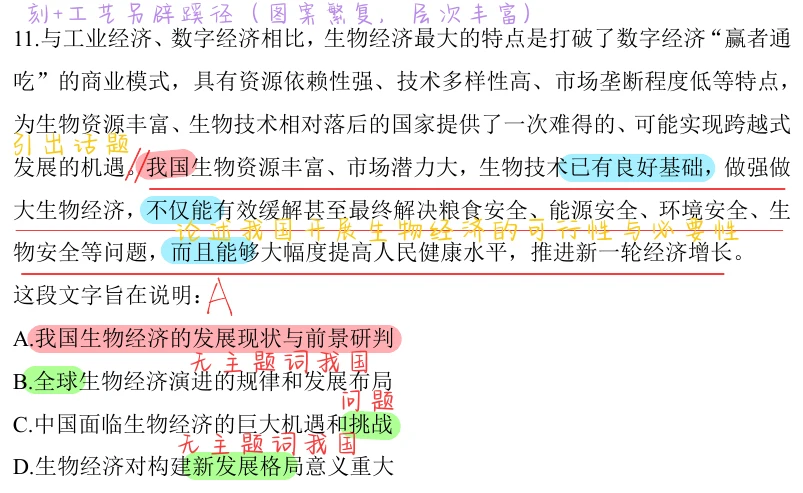 刻+工艺另辟蹊径（图案繁复，层次丰富）
11.与工业经济、数字经济相比，生物经济最大的特点是打破了数字经济“赢者通
吃”的商业模式，具有资源依赖性强、技术多样性高、市场垄断程度低等特点，
为生物资源丰富、生物技术相对落后的国家提供了一次难得的、可能实现跨越式
引出话题
发展的机遇。//我国生物资源丰富、市场潜力大，生物技术已有良好基础，做强做
大生物经济，不仅能有效缓解甚至最终解决粮食安全、能源安全、环境安全、生
论述我国开展生物经济的可行性与必要性
物安全等问题，而且能够大幅度提高人民健康水平，推进新一轮经济增长。
这段文字旨在说明：A
A.我国生物经济的发展现状与前景研判
无主题词我国
B.全球生物经济演进的规律和发展布局
问题
C.中国面临生物经济的巨大机遇和挑战
无主题词我国
D.生物经济对构建新发展格局意义重大